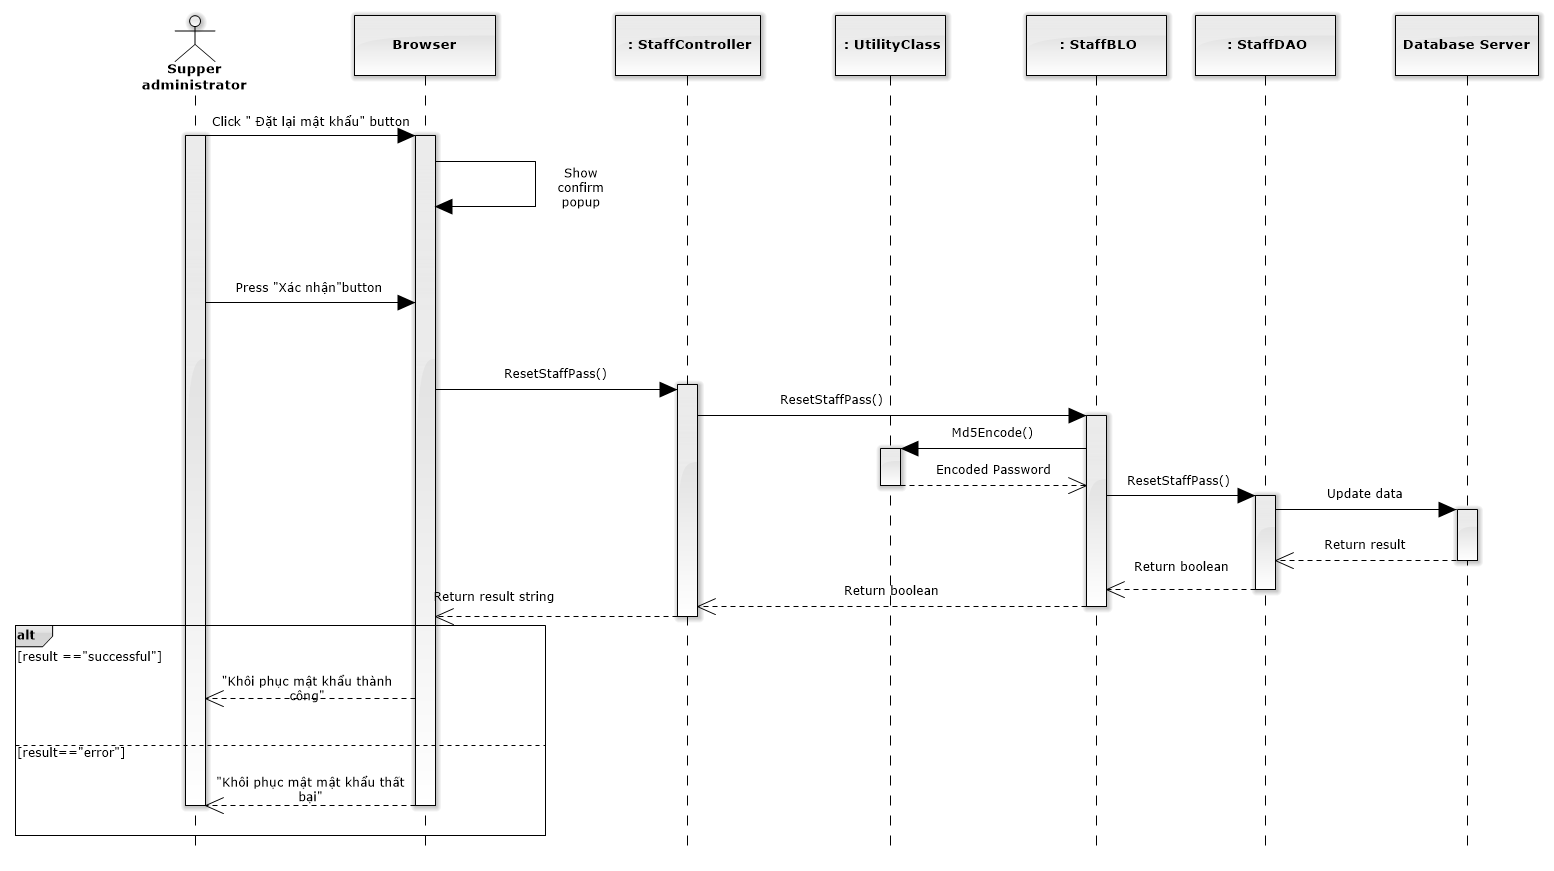 Supper
administrator
Browser
: StaffController
: UtilityClass
: StaffBLO
: StaffDAO
Database Server
Click " Đặt lại mật khẩu" button
Show
confirm
popup
Press "Xác nhận"button
ResetStaffPass()
ResetStaffPass()
Md5Encode()
Encoded Password
ResetStaffPass()
Update data
Return result
Return boolean
Return boolean
Return result string
alt
[result =="successful"]
"Khôi phục mật khẩu thành
công"
[result=="error"]
"Khôi phục mật mật khẩu thất
bại"